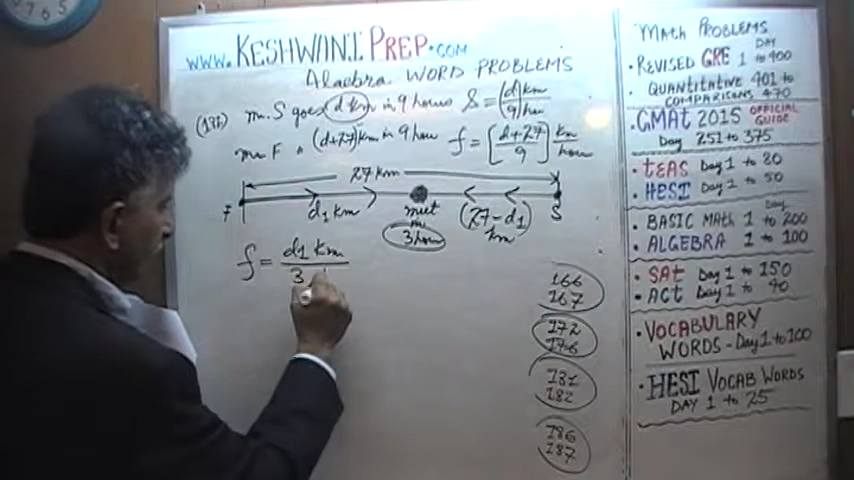 www.KESHWANI PREP.COM
Algebra WORD PROBLEMS
(131) Mr. S goes d km in 9 hours S = (d) km / 9 hr
Mr. F " (d+27) km in 9 hour f = [d+27 / 9] km / hour
27 km
F d1 km meet in 3 hour (27-d1) km S
f = d1 km / 3
166
167
172
176
181
182
186
187
MATH PROBLEMS
• REVISED GRE DAY 1 to 400
• QUANTITATIVE COMPARISONS 401 to 470
• GMAT 2015 OFFICIAL GUIDE
Day 251 to 375
• TEAS Day 1 to 80
• HESI Day 1 to 50
Day
• BASIC MATH 1 to 200
• ALGEBRA 1 to 100
• SAT Day 1 to 150
• ACT Day 1 to 40
• VOCABULARY
WORDS - Day 1 to 100
• HESI VOCAB WORDS
DAY 1 to 25
7 6 5